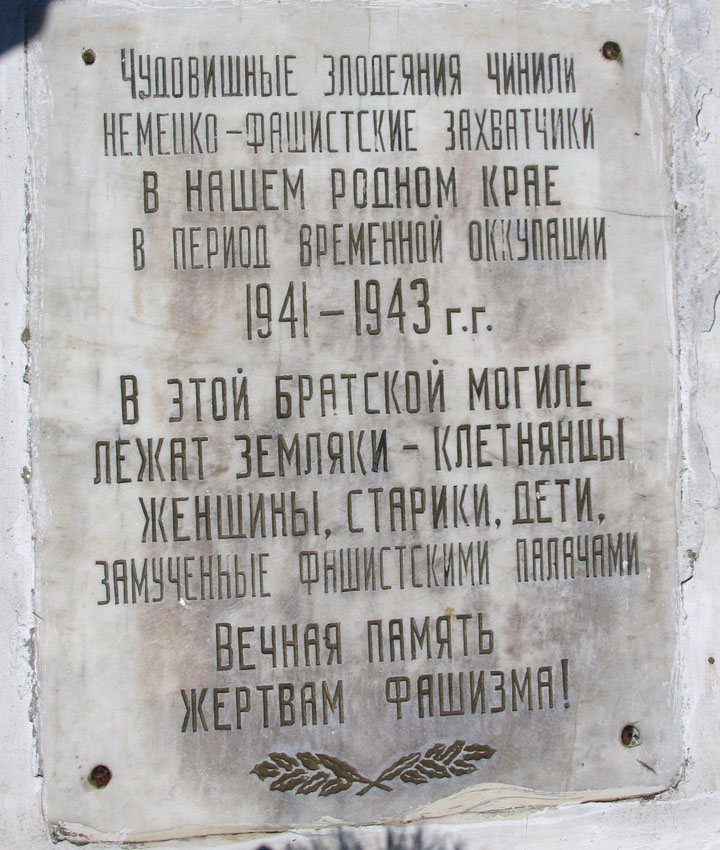 Чудовищные злодеяния чинили
немецко-фашистские захватчики
в нашем родном крае
в период временной оккупации
1941-1943 г.г.
В этой братской могиле
лежат земляки-клетнянцы
женщины, старики, дети,
замученные фашистскими палачами
Вечная память
жертвам фашизма!